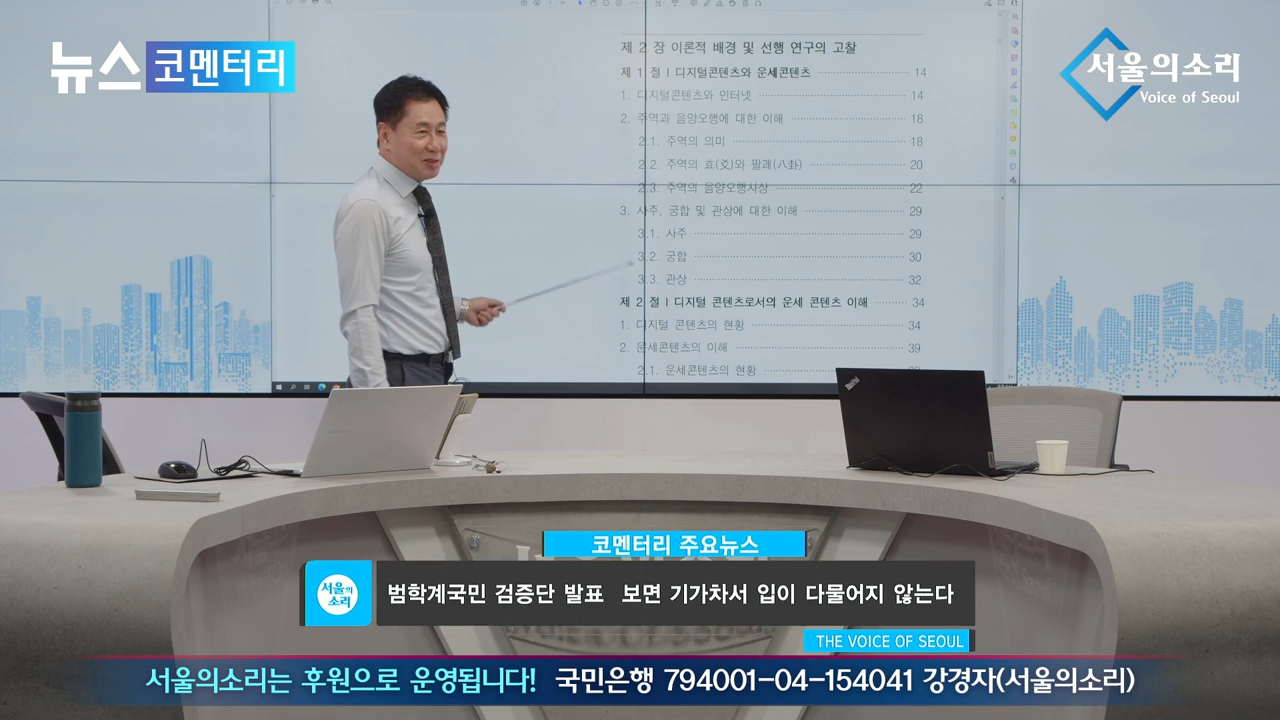 뉴스 코멘터리
서울의소리
Voice of Seoul
제 2 장 이론적 배경 및 선행 연구의 고찰
제 1 절 I 디지털콘텐츠와 운세콘텐츠 14
1. 디지털콘텐츠와 인터넷 14
2. 주역과 음양오행에 대한 이해 18
2.1. 주역의 의미 18
2.2. 주역의 효(爻)와 팔괘(八卦) 20
2.3. 주역의 음양오행사상 22
3. 사주, 궁합 및 관상에 대한 이해 29
3.1. 사주 29
3.2. 궁합 30
3.3. 관상 32
제 2 절 I 디지털 콘텐츠로서의 운세 콘텐츠 이해 34
1. 디지털 콘텐츠의 현황 34
2. 운세콘텐츠의 이해 39
2.1. 운세콘텐츠의 현황
ThinkPad
코멘터리 주요뉴스
서울의
소리
범학계국민 검증단 발표 보면 기가차서 입이 다물어지 않는다
THE VOICE OF SEOUL
서울의소리는 후원으로 운영됩니다! 국민은행 794001-04-154041 강경자(서울의소리)